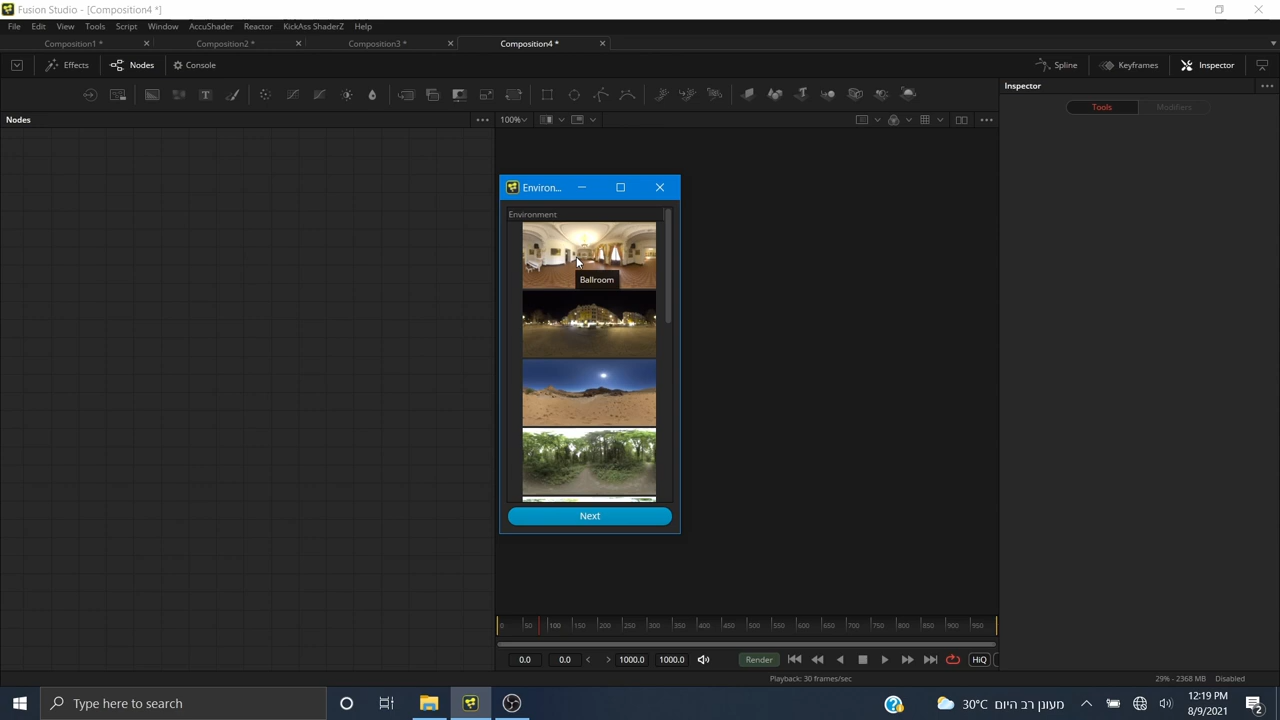 Fusion Studio - [Composition4 *]
File Edit View Tools Script Window AccuShader Reactor KickAss ShaderZ Help
Composition1 * Composition2 * Composition3 * Composition4 *
Effects Nodes Console Spline Keyframes Inspector
Inspector
Tools Modifiers
Nodes
100%
Environ...
Environment
Ballroom
Next
0 50 100 150 200 250 300 350 400 450 500 550 600 650 700 750 800 850 900 950
0.0 0.0 < > 1000.0 1000.0 Render HiQ
Playback: 30 frames/sec 29% - 2368 MB Disabled
Type here to search
30°C מעונן רב היום
12:19 PM
8/9/2021
2